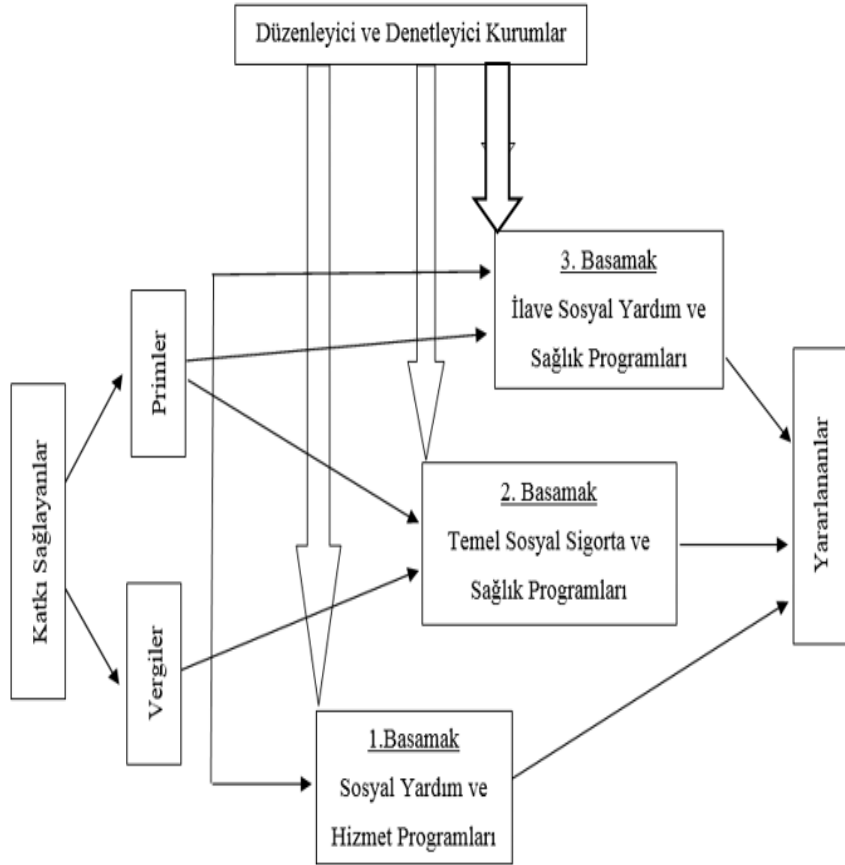 Düzenleyici ve Denetleyici Kurumlar
3. Basamak
İlave Sosyal Yardım ve
Sağlık Programları
Primler
Katkı Sağlayanlar
Yararlananlar
2. Basamak
Temel Sosyal Sigorta ve
Sağlık Programları
Vergiler
1.Basamak
Sosyal Yardım ve
Hizmet Programları